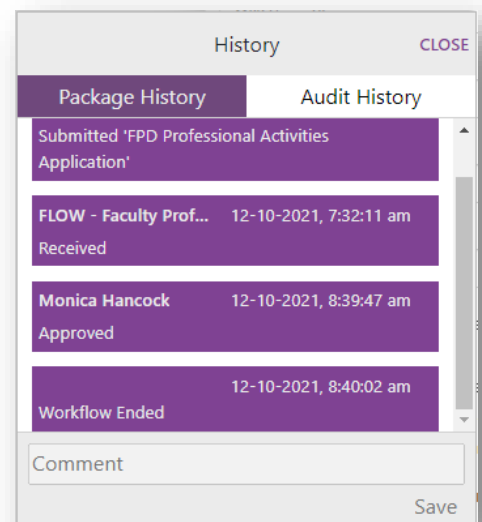 History
CLOSE
Package History
Audit History
Submitted 'FPD Professional Activities
Application'
FLOW - Faculty Prof... 12-10-2021, 7:32:11 am
Received
Monica Hancock 12-10-2021, 8:39:47 am
Approved
12-10-2021, 8:40:02 am
Workflow Ended
Comment
Save